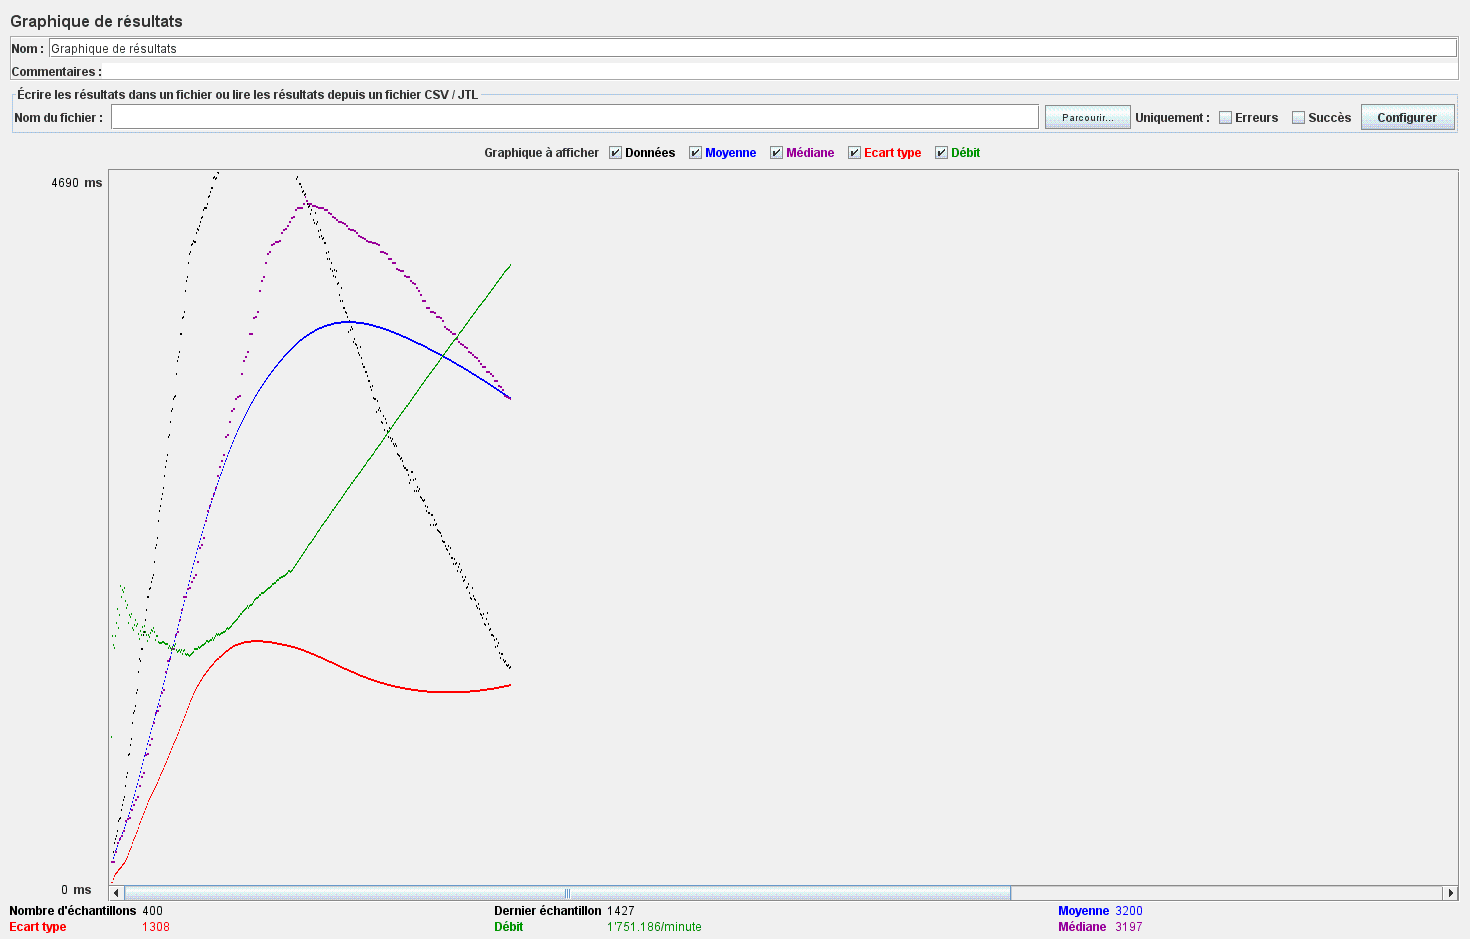 Graphique de résultats
Nom : Graphique de résultats
Commentaires :
Écrire les résultats dans un fichier ou lire les résultats depuis un fichier CSV / JTL
Nom du fichier : Parcourir... Uniquement : Erreurs Succès Configurer
Graphique à afficher Données Moyenne Médiane Ecart type Débit
4690 ms
0 ms
Nombre d'échantillons 400 Dernier échantillon 1427 Moyenne 3200
Ecart type 1308 Débit 1'751.186/minute Médiane 3197